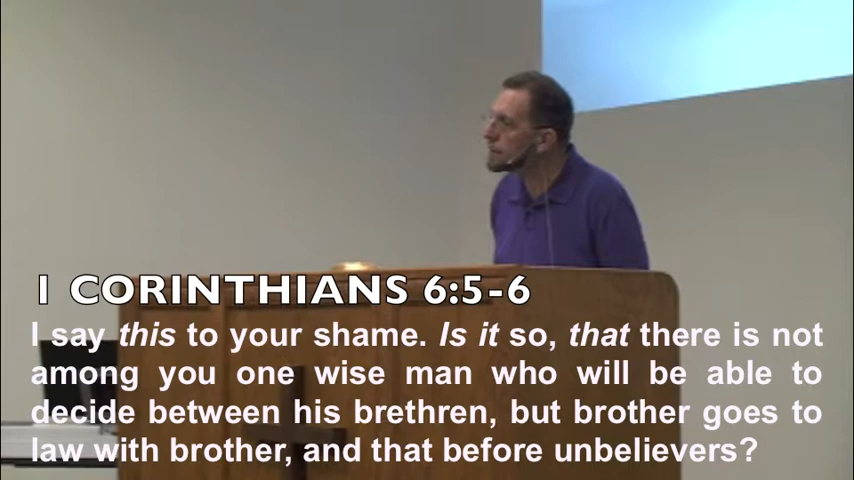 1 CORINTHIANS 6:5-6
I say this to your shame. Is it so, that there is not
among you one wise man who will be able to
decide between his brethren, but brother goes to
law with brother, and that before unbelievers?